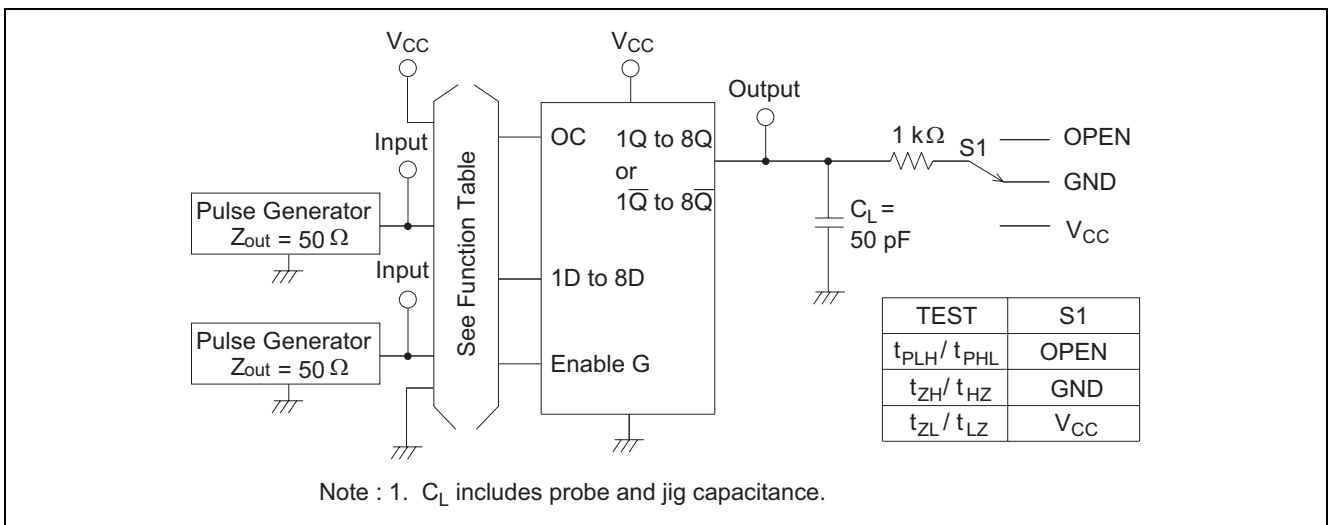 VCC
VCC
Output
Input
OC
1Q to 8Q
or
1Q̅ to 8Q̅
1 kΩ
S1
OPEN
GND
VCC
See Function Table
Pulse Generator
Zout = 50 Ω
CL =
50 pF
Input
1D to 8D
Pulse Generator
Zout = 50 Ω
Enable G
TEST S1
tPLH / tPHL OPEN
tZH / tHZ GND
tZL / tLZ VCC
Note : 1. CL includes probe and jig capacitance.